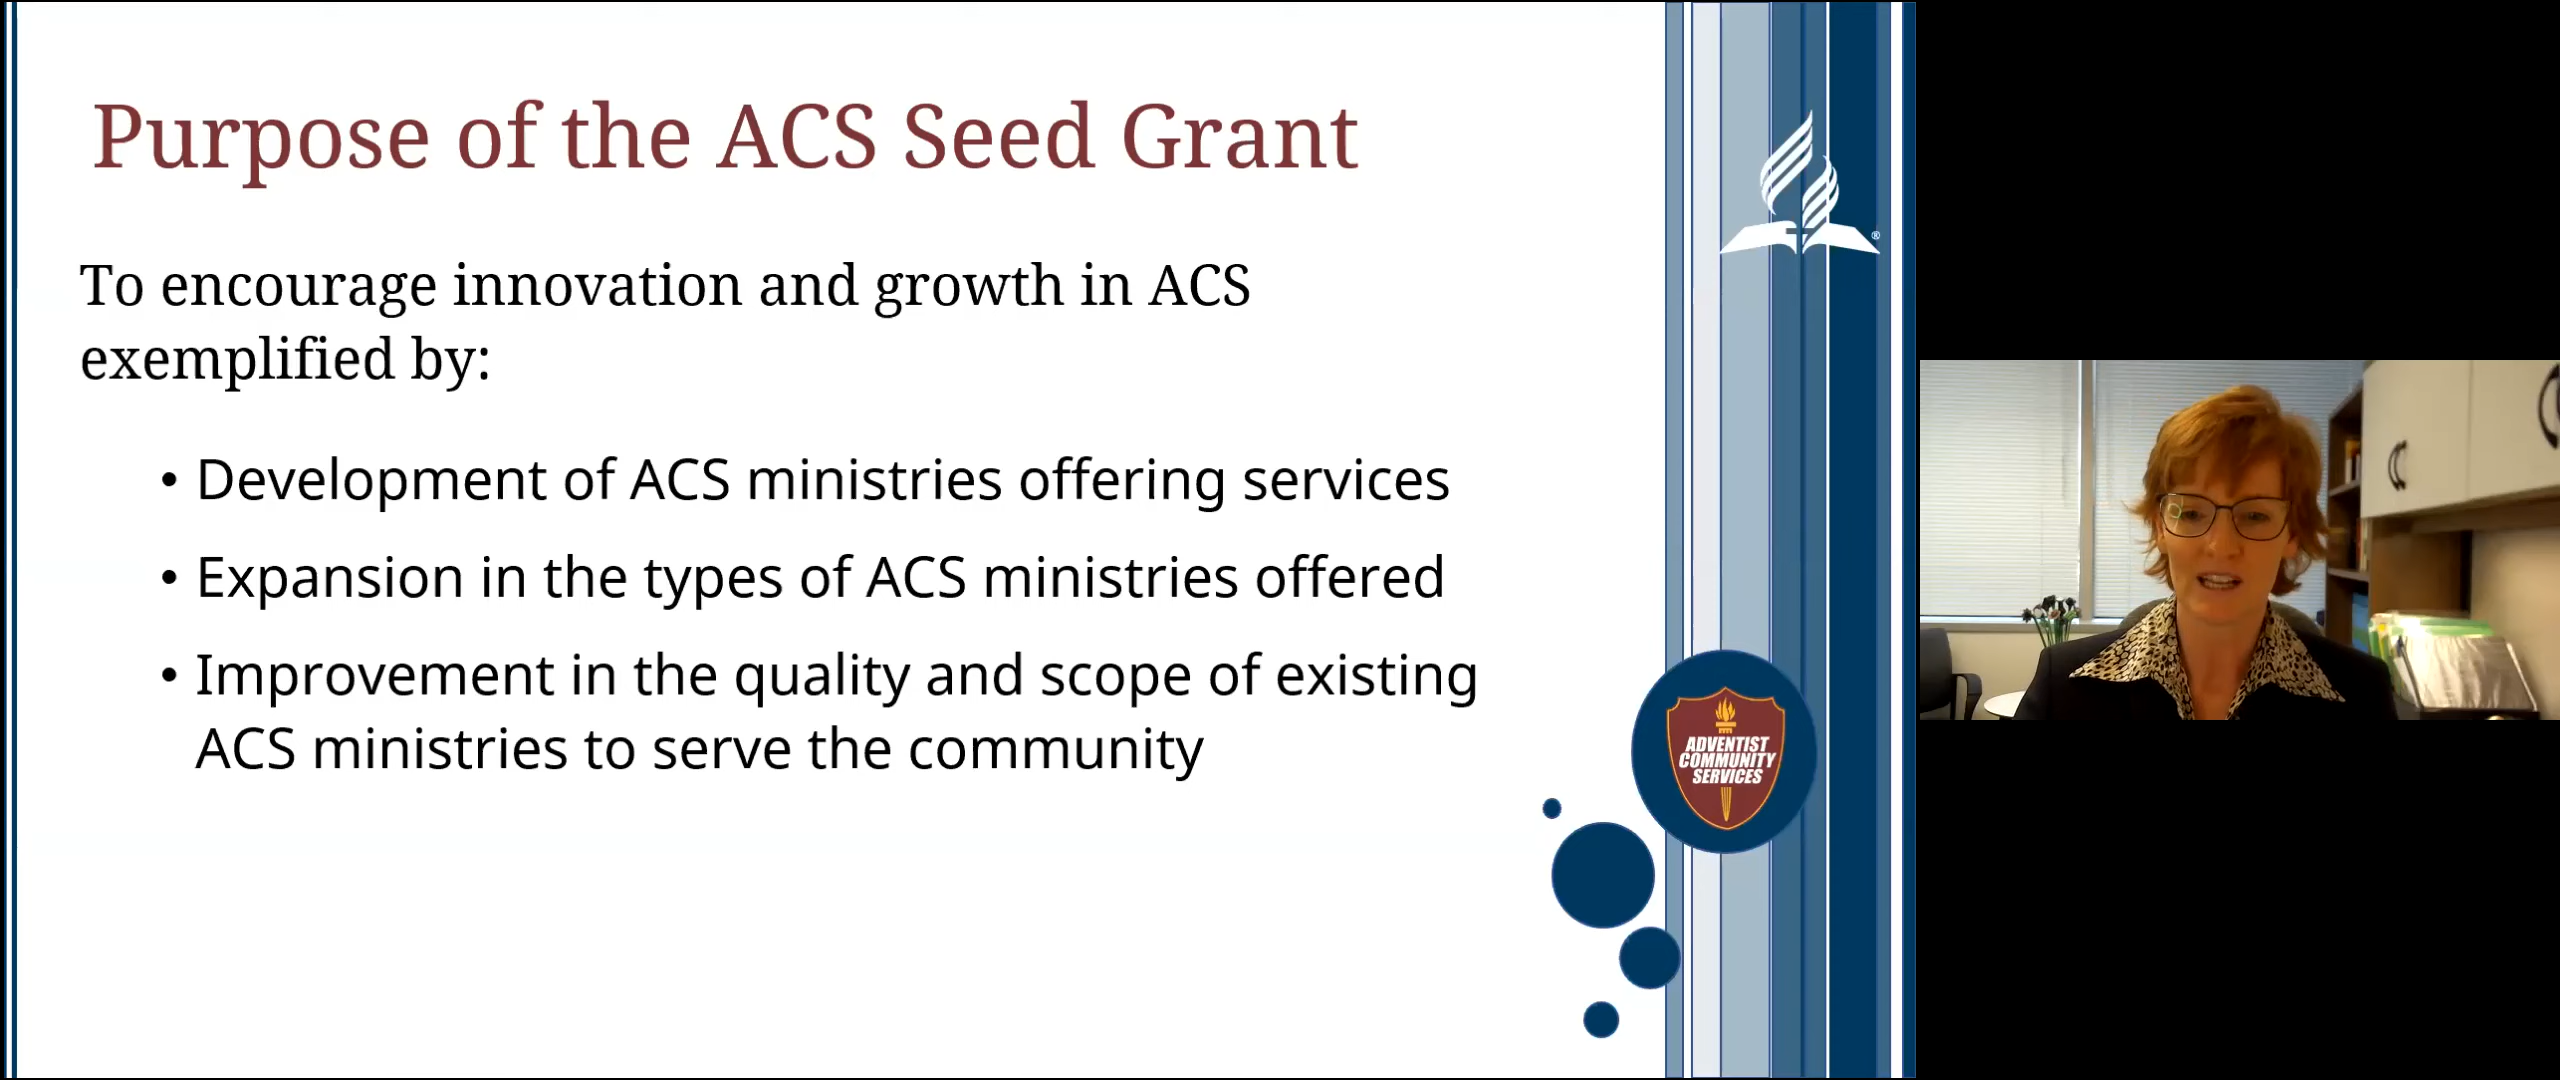 Purpose of the ACS Seed Grant
To encourage innovation and growth in ACS
exemplified by:
• Development of ACS ministries offering services
• Expansion in the types of ACS ministries offered
• Improvement in the quality and scope of existing
ACS ministries to serve the community
®
ADVENTIST
COMMUNITY
SERVICES